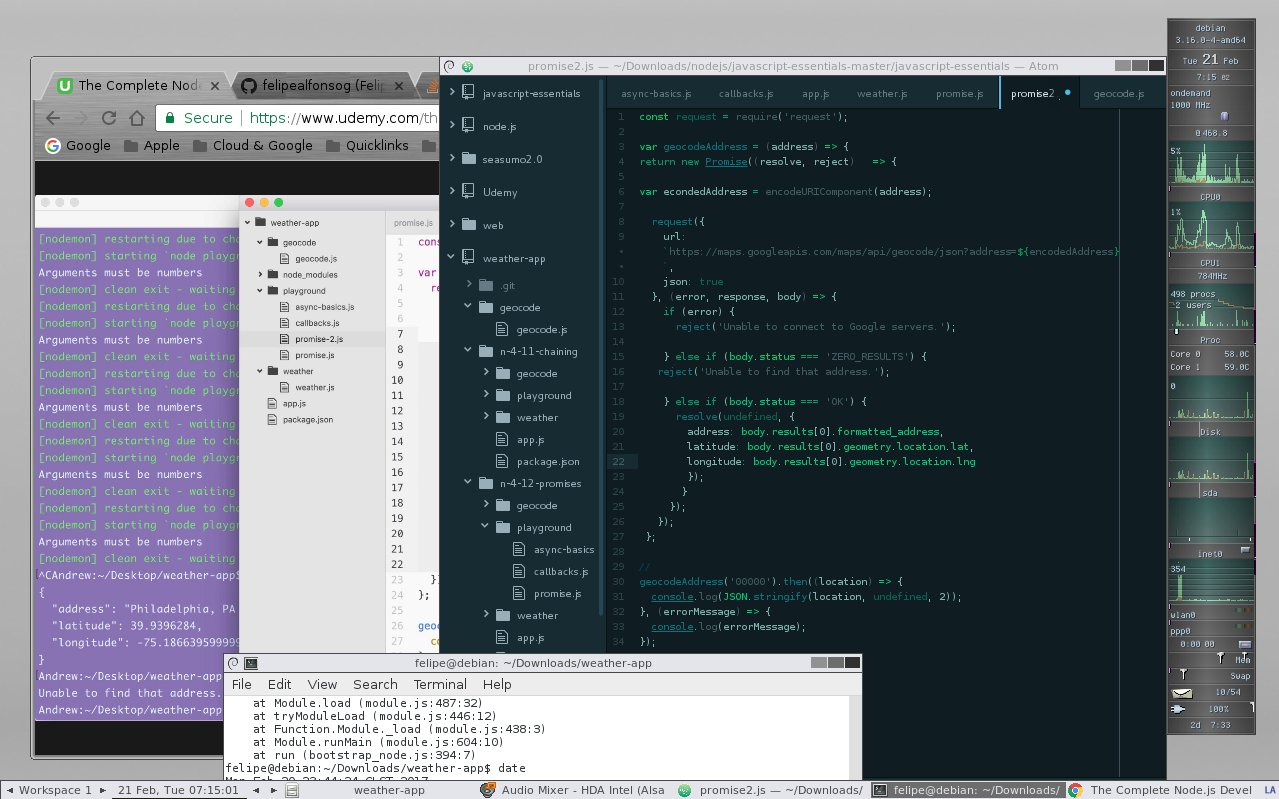 debian
3.16.0-4-amd64
Tue 21 Feb
7:15 02
ondemand
1000 MHz
0468.8
5%
CPU0
1%
CPU1
784MHz
498 procs
2 users
Proc
Core 0 58.0C
Core 1 59.0C
0
Disk
sda
inet0
354
wlan0
ppp0
0:00 00
Mem
Swap
10/54
100%
2d 7:33
The Complete Node
felipealfonsog (Felip
Secure
https://www.udemy.com/th
Google
Apple
Cloud & Google
Quicklinks
[nodemon] restarting due to cha
[nodemon] starting `node playgr
Arguments must be numbers
[nodemon] clean exit - waiting
[nodemon] restarting due to cha
[nodemon] starting `node playgr
Arguments must be numbers
[nodemon] clean exit - waiting
[nodemon] restarting due to cha
[nodemon] starting `node playgr
Arguments must be numbers
[nodemon] clean exit - waiting
[nodemon] restarting due to cha
[nodemon] starting `node playgr
Arguments must be numbers
[nodemon] clean exit - waiting
[nodemon] restarting due to cha
[nodemon] starting `node playgr
Arguments must be numbers
[nodemon] clean exit - waiting
^CAndrew:~/Desktop/weather-app$
{
"address": "Philadelphia, PA
"latitude": 39.9396284,
"longitude": -75.18663959999
}
Andrew:~/Desktop/weather-app
Unable to find that address.
Andrew:~/Desktop/weather-app
weather-app
geocode
geocode.js
node_modules
playground
async-basics.js
callbacks.js
promise-2.js
promise.js
weather
weather.js
app.js
package.json
promise.js
1 cons
2
3 var
4 re
5
6
7
8
9
10
11
12
13
14
15
16
17
18
19
20
21
22
23 })
24 };
25
26 geoc
27 co
promise2.js — ~/Downloads/nodejs/javascript-essentials-master/javascript-essentials — Atom
javascript-essentials
node.js
seasumo2.0
Udemy
web
weather-app
.git
geocode
geocode.js
n-4-11-chaining
geocode
playground
weather
app.js
package.json
n-4-12-promises
geocode
playground
async-basics
callbacks.js
promise.js
weather
app.js
async-basics.js
callbacks.js
app.js
weather.js
promise.js
promise2
geocode.js
1 const request = require('request');
2
3 var geocodeAddress = (address) => {
4 return new Promise((resolve, reject) => {
5
6 var econdedAddress = encodeURIComponent(address);
7
8 request({
9 url:
• `https://maps.googleapis.com/maps/api/geocode/json?address=${encodedAddress}
• `,
10 json: true
11 }, (error, response, body) => {
12 if (error) {
13 reject('Unable to connect to Google servers.');
14
15 } else if (body.status === 'ZERO_RESULTS') {
16 reject('Unable to find that address.');
17
18 } else if (body.status === 'OK') {
19 resolve(undefined, {
20 address: body.results[0].formatted_address,
21 latitude: body.results[0].geometry.location.lat,
22 longitude: body.results[0].geometry.location.lng
23 });
24 }
25 });
26 });
27 };
28
29 //
30 geocodeAddress('00000').then((location) => {
31 console.log(JSON.stringify(location, undefined, 2));
32 }, (errorMessage) => {
33 console.log(errorMessage);
34 });
felipe@debian: ~/Downloads/weather-app
File Edit View Search Terminal Help
at Module.load (module.js:487:32)
at tryModuleLoad (module.js:446:12)
at Function.Module._load (module.js:438:3)
at Module.runMain (module.js:604:10)
at run (bootstrap_node.js:394:7)
felipe@debian:~/Downloads/weather-app$ date
Workspace 1
21 Feb, Tue 07:15:01
weather-app
Audio Mixer - HDA Intel (Alsa
promise2.js — ~/Downloads/
felipe@debian: ~/Downloads/
The Complete Node.js Devel
LA